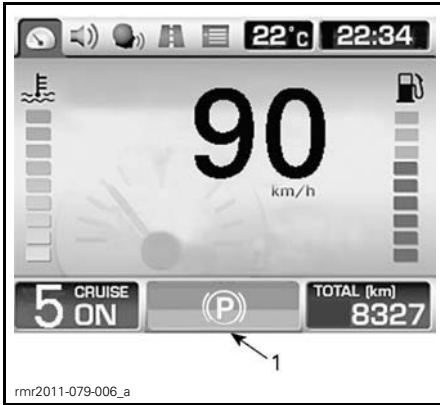 22°c 22:34
90
km/h
5 CRUISE ON TOTAL (km) 8327
(P)
1
rmr2011-079-006_a